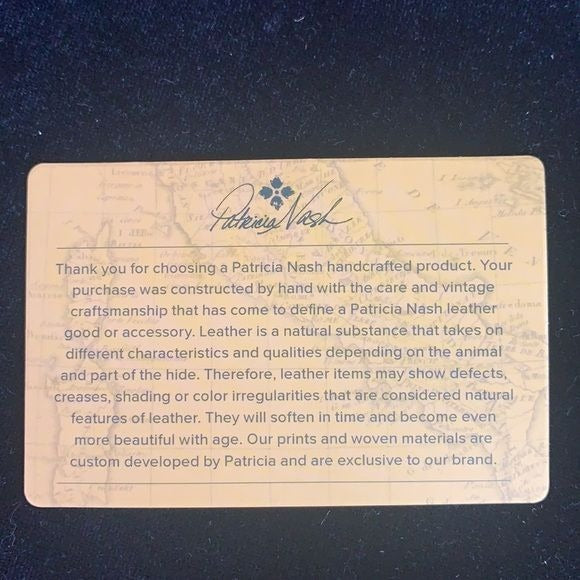 Patricia Nash
Thank you for choosing a Patricia Nash handcrafted product. Your
purchase was constructed by hand with the care and vintage
craftsmanship that has come to define a Patricia Nash leather
good or accessory. Leather is a natural substance that takes on
different characteristics and qualities depending on the animal
and part of the hide. Therefore, leather items may show defects,
creases, shading or color irregularities that are considered natural
features of leather. They will soften in time and become even
more beautiful with age. Our prints and woven materials are
custom developed by Patricia and are exclusive to our brand.